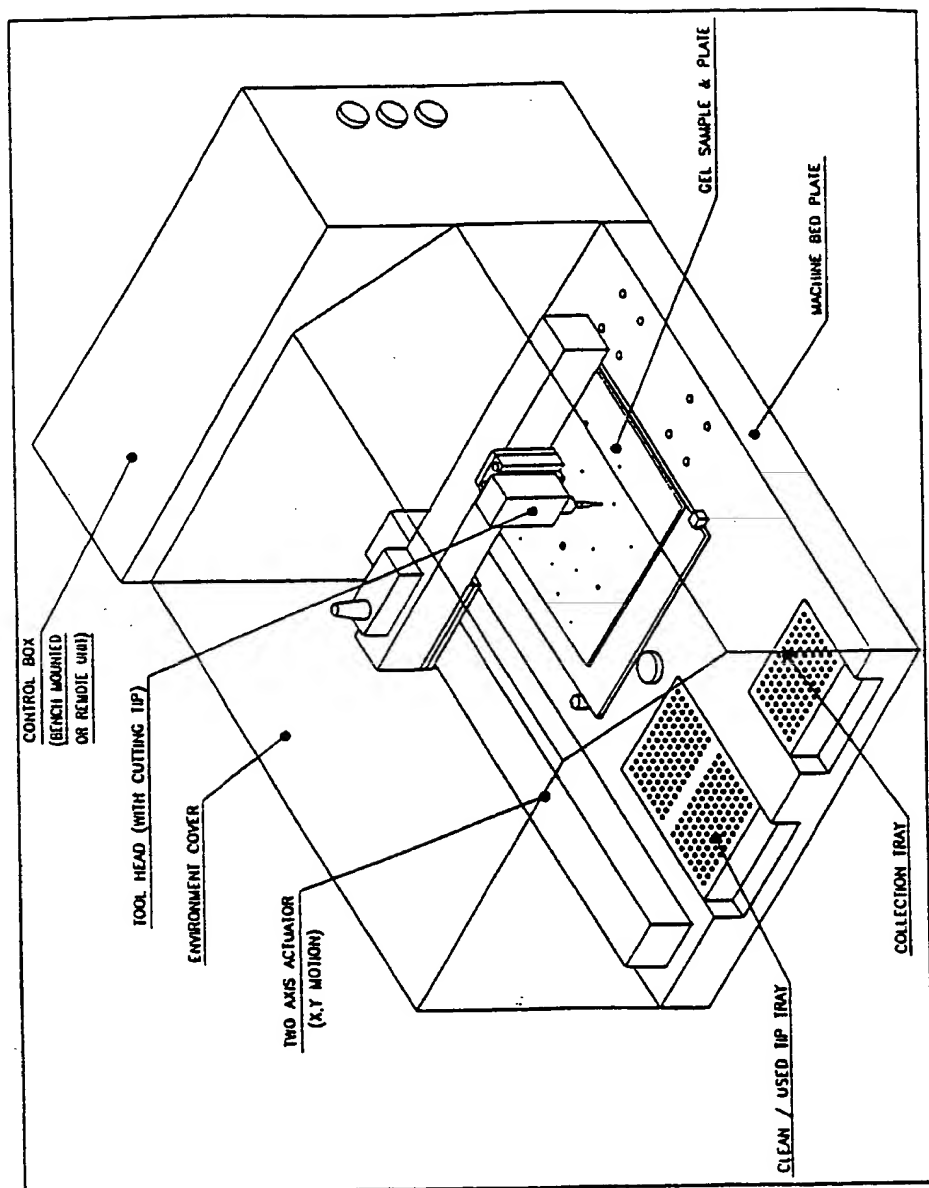 CONTROL BOX
(BENCH MOUNTED
OR REMOTE UNIT)
TOOL HEAD (WITH CUTTING TIP)
ENVIRONMENT COVER
TWO AXIS ACTUATOR
(X,Y MOTION)
CLEAN / USED TIP TRAY
COLLECTION TRAY
MACHINE BED PLATE
GEL SAMPLE & PLATE